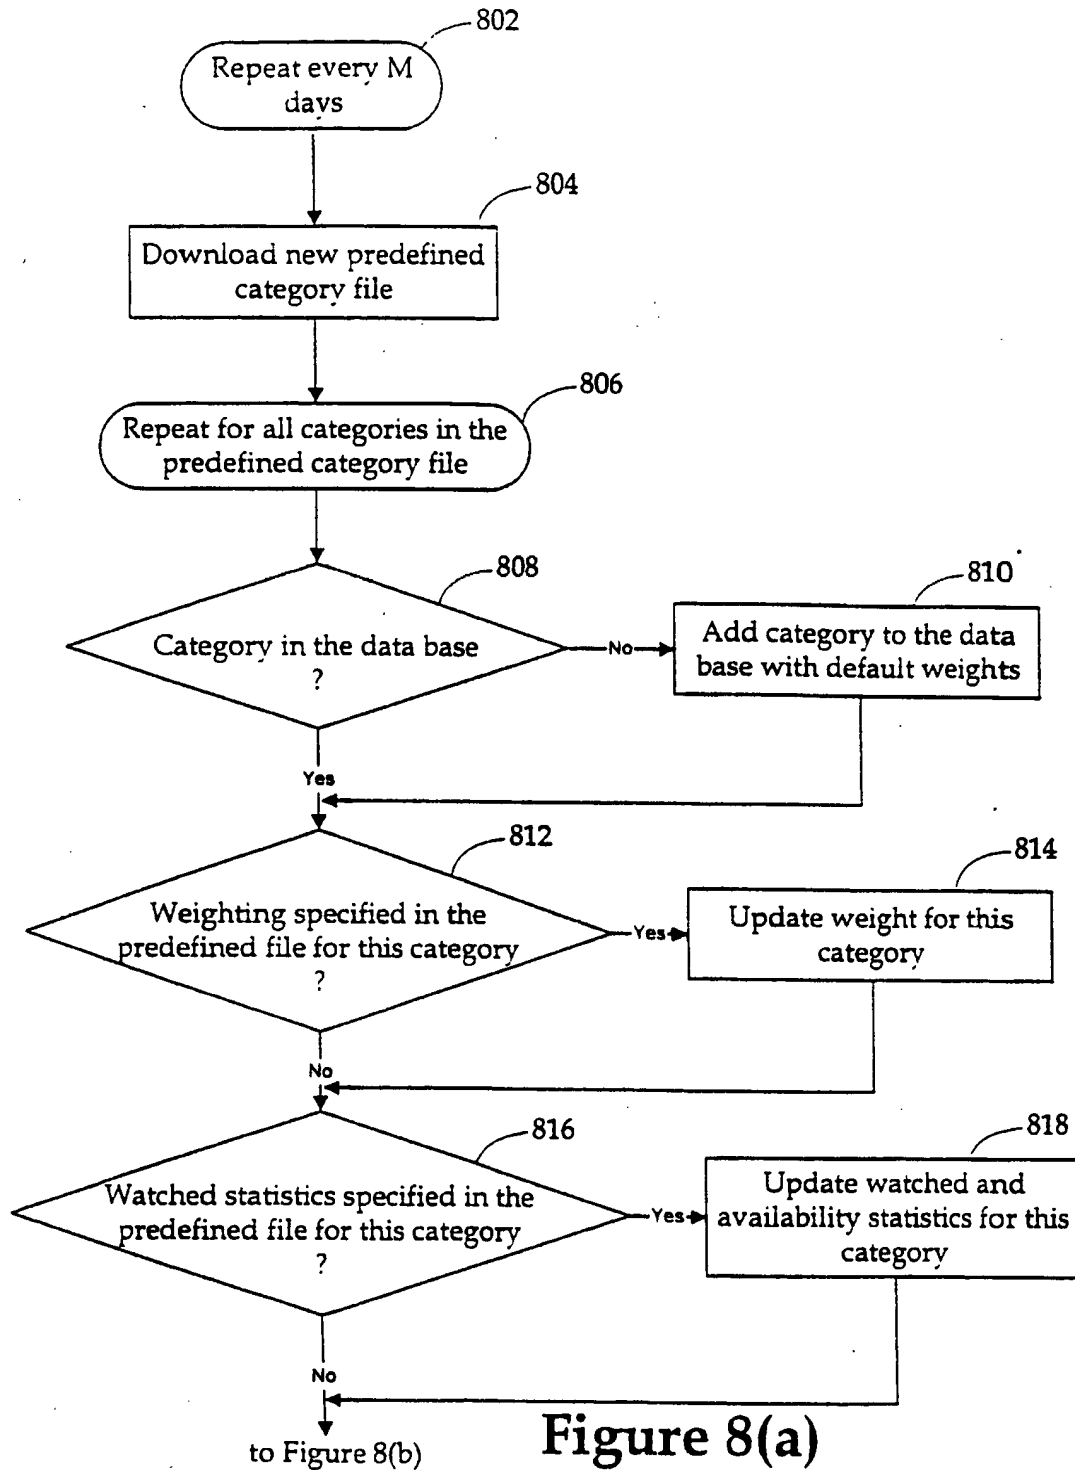 802
Repeat every M
days
804
Download new predefined
category file
806
Repeat for all categories in the
predefined category file
808
Category in the data base
?
No
810
Add category to the data
base with default weights
Yes
812
Weighting specified in the
predefined file for this category
?
Yes
814
Update weight for this
category
No
816
Watched statistics specified in the
predefined file for this category
?
Yes
818
Update watched and
availability statistics for this
category
No
to Figure 8(b)
Figure 8(a)